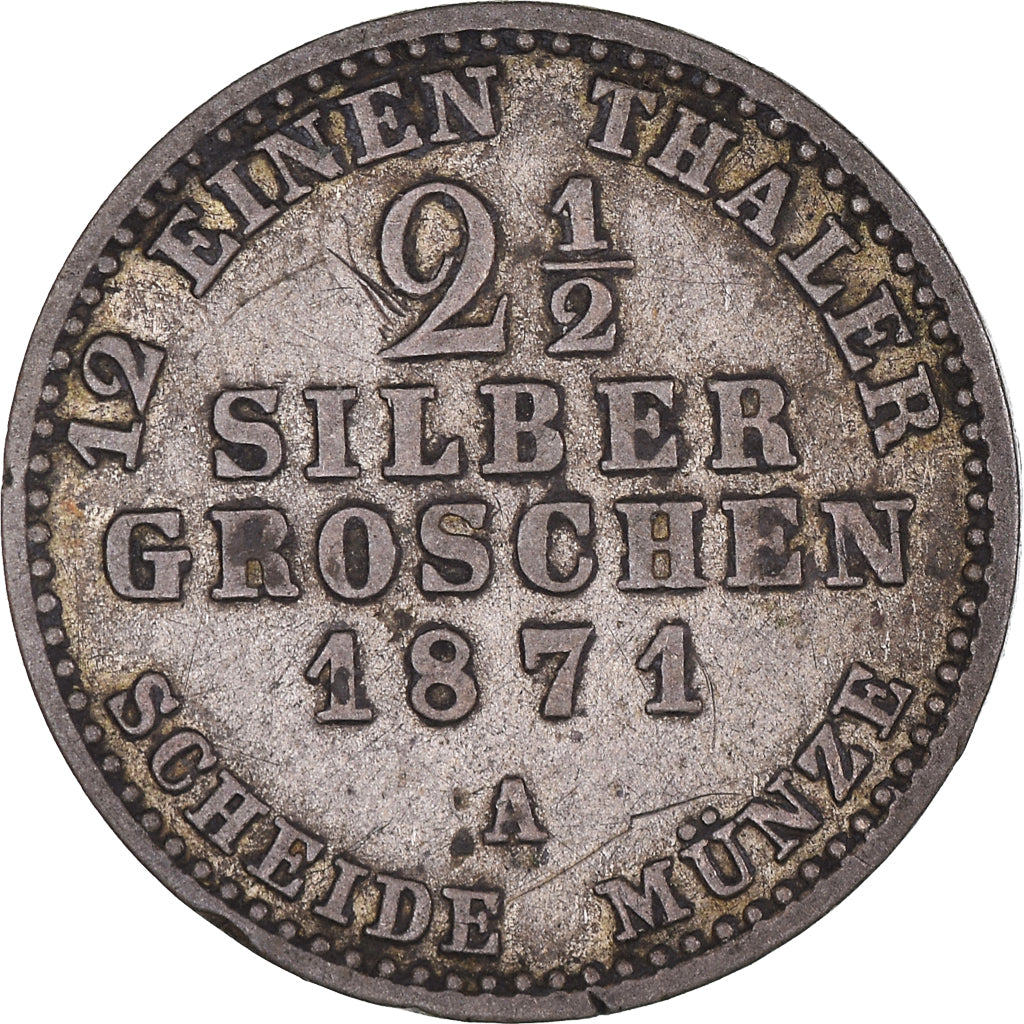 12 EINEN THALER
2 1/2
SILBER
GROSCHEN
1871
A
SCHEIDE MÜNZE